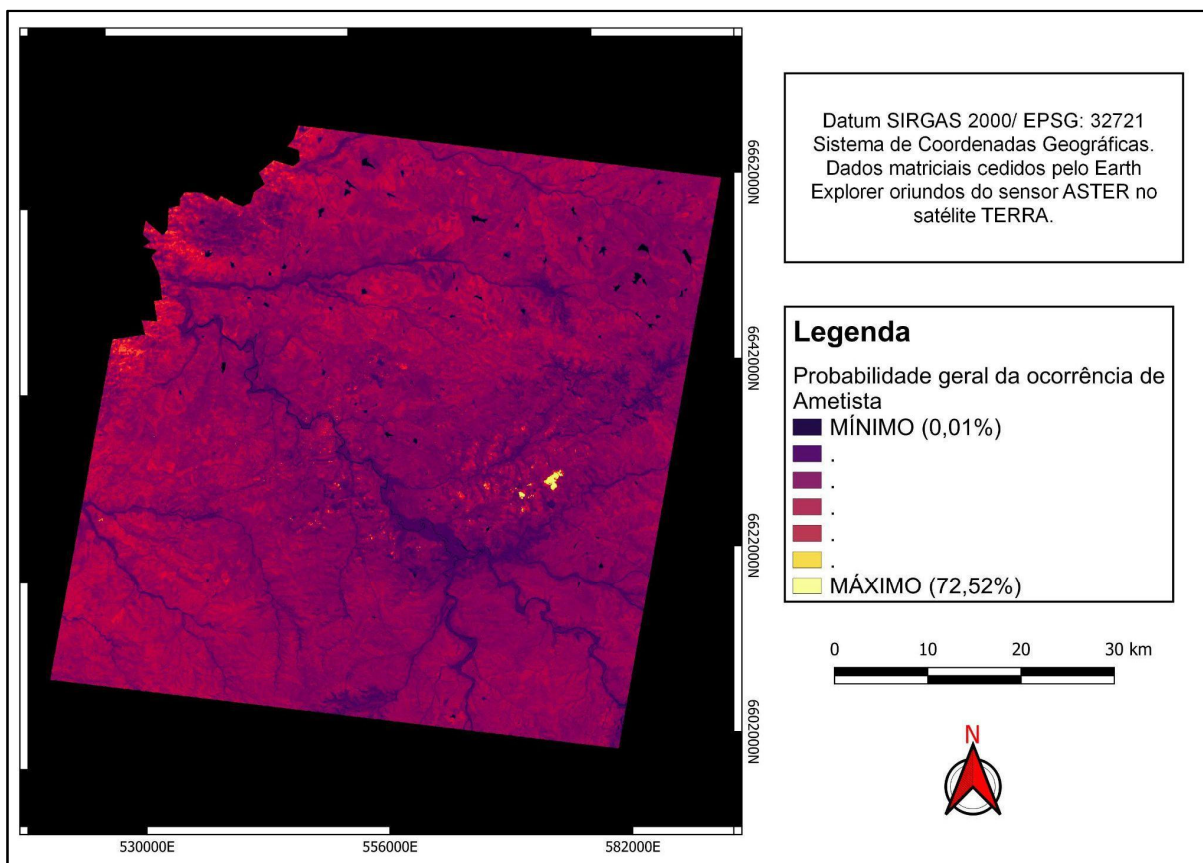 Datum SIRGAS 2000/ EPSG: 32721
Sistema de Coordenadas Geográficas.
Dados matriciais cedidos pelo Earth
Explorer oriundos do sensor ASTER no
satélite TERRA.
Legenda
Probabilidade geral da ocorrência de
Ametista
MÍNIMO (0,01%)
.
.
.
.
.
MÁXIMO (72,52%)
0 10 20 30 km
N
6662000N
6642000N
6622000N
6602000N
530000E 556000E 582000E